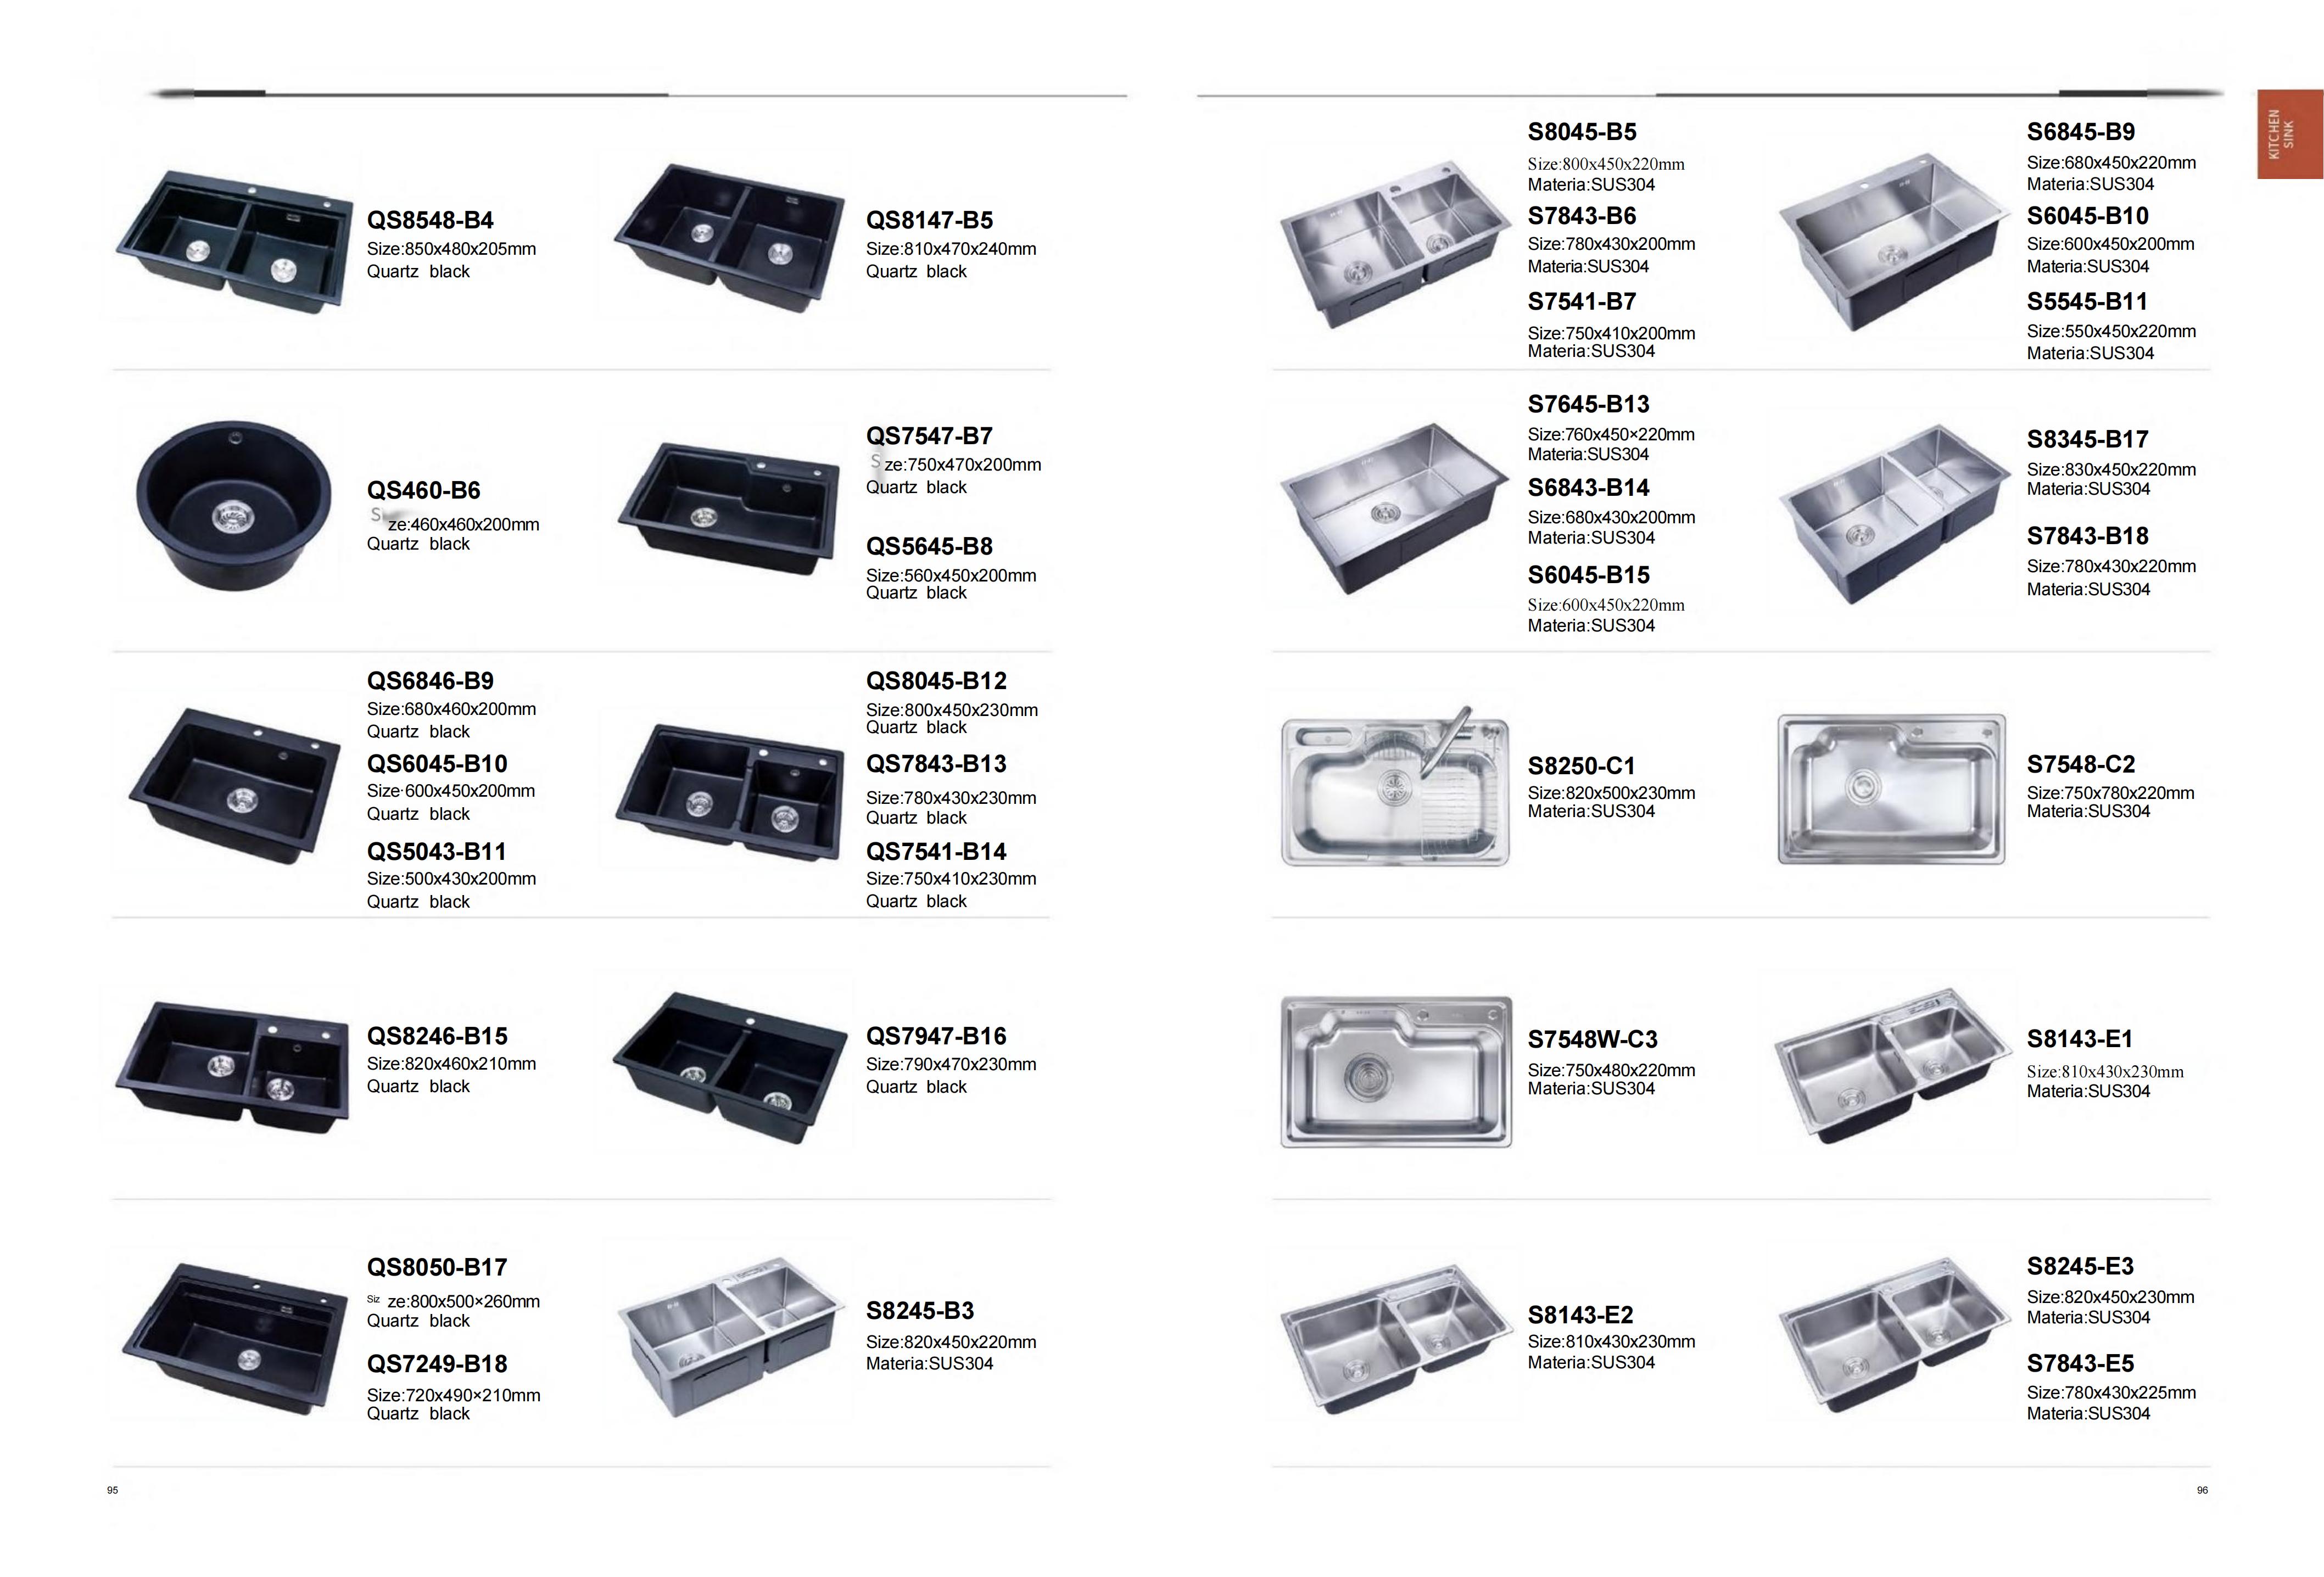 KITCHEN
SINK
QS8548-B4
Size:850x480x205mm
Quartz black
QS8147-B5
Size:810x470x240mm
Quartz black
QS460-B6
Si ze:460x460x200mm
Quartz black
QS7547-B7
S ze:750x470x200mm
Quartz black
QS5645-B8
Size:560x450x200mm
Quartz black
QS6846-B9
Size:680x460x200mm
Quartz black
QS6045-B10
Size:600x450x200mm
Quartz black
QS5043-B11
Size:500x430x200mm
Quartz black
QS8045-B12
Size:800x450x230mm
Quartz black
QS7843-B13
Size:780x430x230mm
Quartz black
QS7541-B14
Size:750x410x230mm
Quartz black
QS8246-B15
Size:820x460x210mm
Quartz black
QS7947-B16
Size:790x470x230mm
Quartz black
QS8050-B17
Siz ze:800x500×260mm
Quartz black
QS7249-B18
Size:720x490×210mm
Quartz black
S8245-B3
Size:820x450x220mm
Materia:SUS304
95
S8045-B5
Size:800x450x220mm
Materia:SUS304
S7843-B6
Size:780x430x200mm
Materia:SUS304
S7541-B7
Size:750x410x200mm
Materia:SUS304
S6845-B9
Size:680x450x220mm
Materia:SUS304
S6045-B10
Size:600x450x200mm
Materia:SUS304
S5545-B11
Size:550x450x220mm
Materia:SUS304
S7645-B13
Size:760x450×220mm
Materia:SUS304
S6843-B14
Size:680x430x200mm
Materia:SUS304
S6045-B15
Size:600x450x220mm
Materia:SUS304
S8345-B17
Size:830x450x220mm
Materia:SUS304
S7843-B18
Size:780x430x220mm
Materia:SUS304
S8250-C1
Size:820x500x230mm
Materia:SUS304
S7548-C2
Size:750x780x220mm
Materia:SUS304
S7548W-C3
Size:750x480x220mm
Materia:SUS304
S8143-E1
Size:810x430x230mm
Materia:SUS304
S8143-E2
Size:810x430x230mm
Materia:SUS304
S8245-E3
Size:820x450x230mm
Materia:SUS304
S7843-E5
Size:780x430x225mm
Materia:SUS304
96